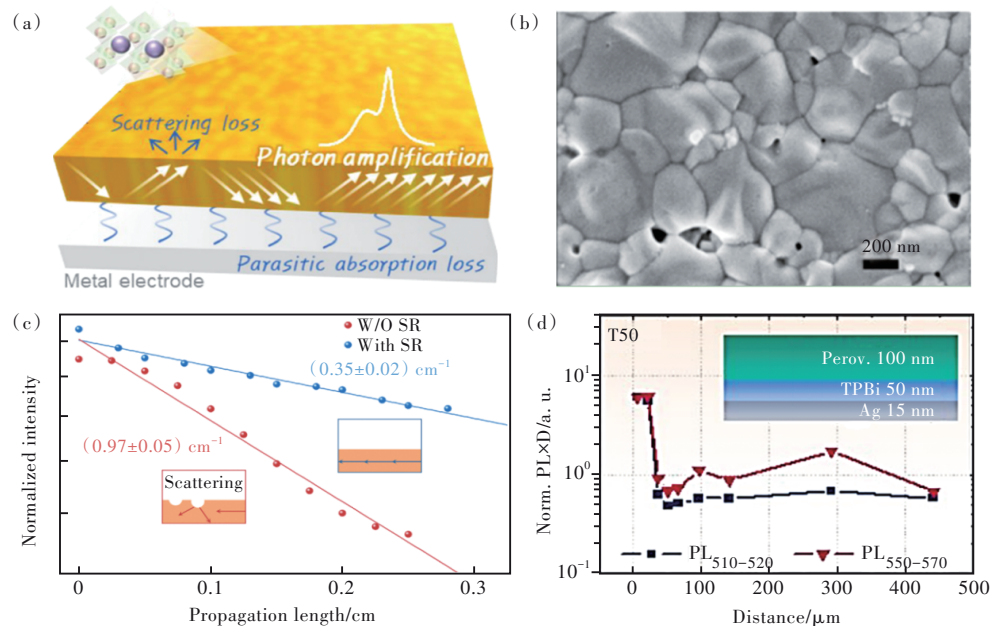 (a)
Scattering loss
Photon amplification
Parasitic absorption loss
Metal electrode
(b)
200 nm
(c)
W/O SR
With SR
(0.35±0.02) cm⁻¹
(0.97±0.05) cm⁻¹
Scattering
Normalized intensity
0
0.1
0.2
0.3
Propagation length/cm
(d)
T50
Perov. 100 nm
TPBi 50 nm
Ag 15 nm
10¹
10⁰
10⁻¹
Norm. PL×D/a. u.
PL₅₁₀₋₅₂₀
PL₅₅₀₋₅₇₀
0
100
200
300
400
500
Distance/μm